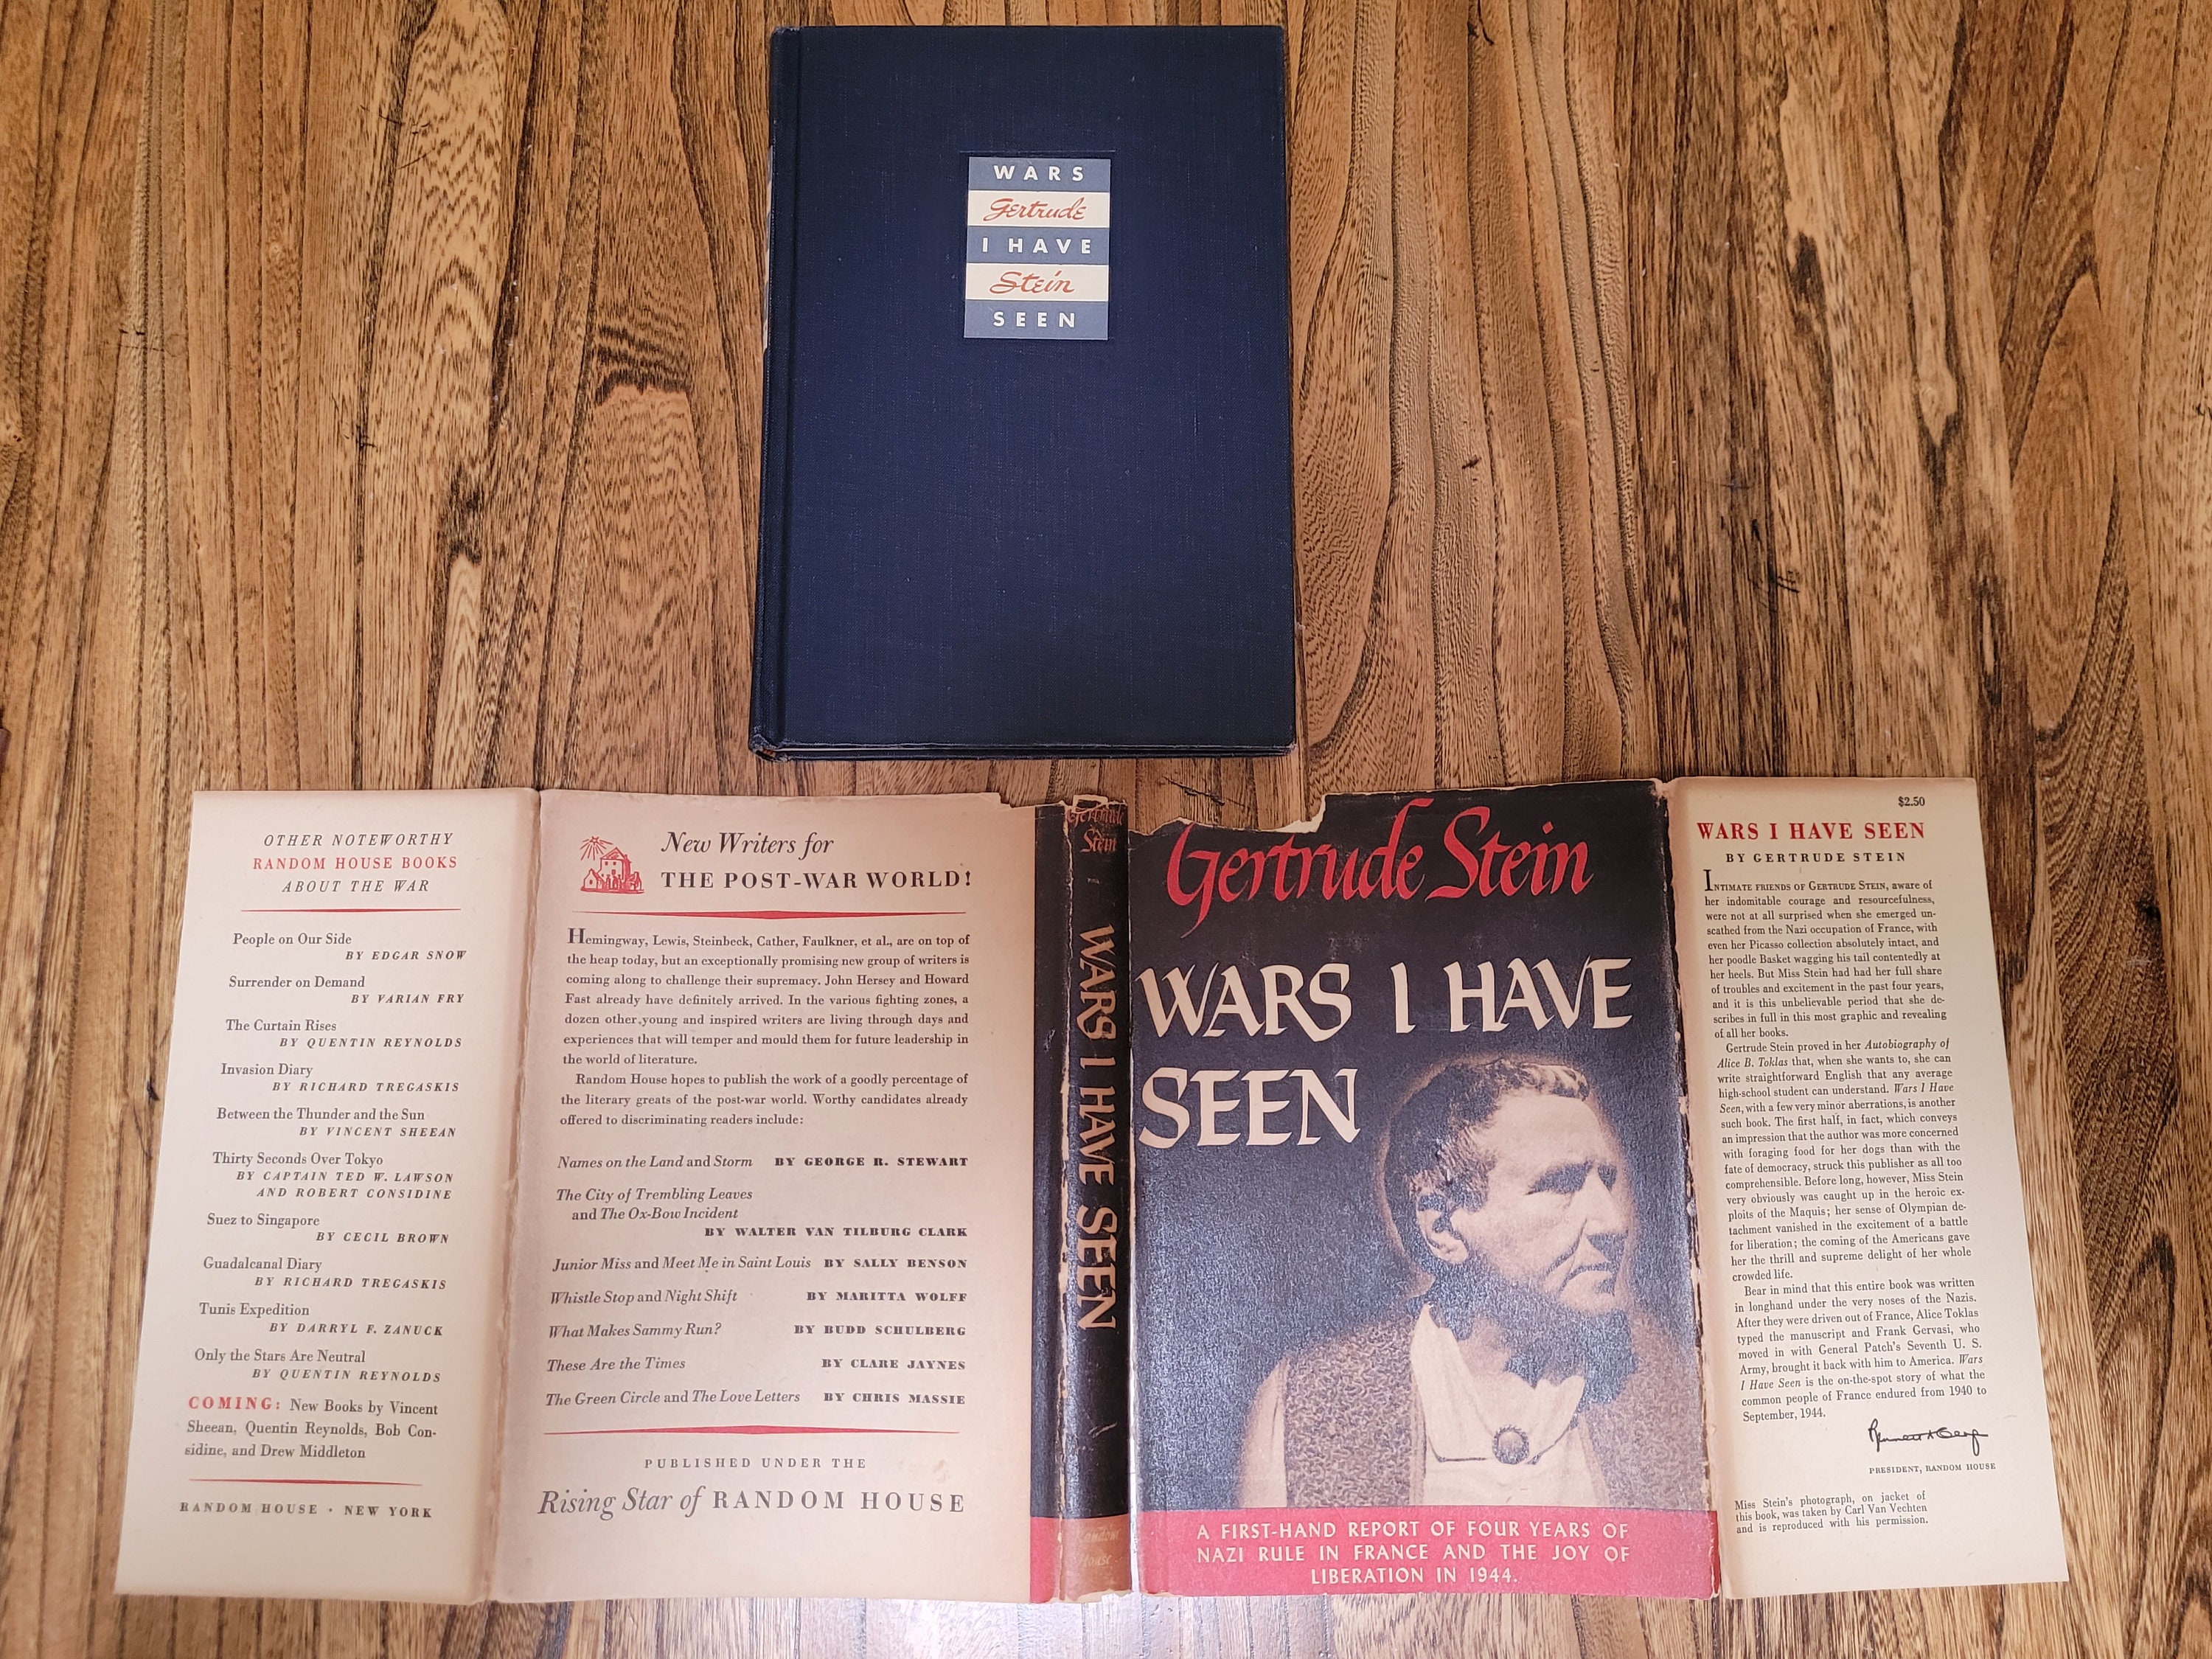 WARS
Gertrude
I HAVE
Stein
SEEN
OTHER NOTEWORTHY
RANDOM HOUSE BOOKS
ABOUT THE WAR
People on Our Side
BY EDGAR SNOW
Surrender on Demand
BY VARIAN FRY
The Curtain Rises
BY QUENTIN REYNOLDS
Invasion Diary
BY RICHARD TREGASKIS
Between the Thunder and the Sun
BY VINCENT SHEEAN
Thirty Seconds Over Tokyo
BY CAPTAIN TED W. LAWSON
AND ROBERT CONSIDINE
Suez to Singapore
BY CECIL BROWN
Guadalcanal Diary
BY RICHARD TREGASKIS
Tunis Expedition
BY DARRYL F. ZANUCK
Only the Stars Are Neutral
BY QUENTIN REYNOLDS
COMING: New Books by Vincent
Sheean, Quentin Reynolds, Bob Con-
sidine, and Drew Middleton
RANDOM HOUSE · NEW YORK
New Writers for
THE POST-WAR WORLD!
Hemingway, Lewis, Steinbeck, Cather, Faulkner, et al., are on top of
the heap today, but an exceptionally promising new group of writers is
coming along to challenge their supremacy. John Hersey and Howard
Fast already have definitely arrived. In the various fighting zones, a
dozen other young and inspired writers are living through days and
experiences that will temper and mould them for future leadership in
the world of literature.
Random House hopes to publish the work of a goodly percentage of
the literary greats of the post-war world. Worthy candidates already
offered to discriminating readers include:
Names on the Land and Storm BY GEORGE R. STEWART
The City of Trembling Leaves
and The Ox-Bow Incident
BY WALTER VAN TILBURG CLARK
Junior Miss and Meet Me in Saint Louis BY SALLY BENSON
Whistle Stop and Night Shift BY MARITTA WOLFF
What Makes Sammy Run? BY BUDD SCHULBERG
These Are the Times BY CLARE JAYNES
The Green Circle and The Love Letters BY CHRIS MASSIE
PUBLISHED UNDER THE
Rising Star of RANDOM HOUSE
Gertrude
Stein
WARS I HAVE SEEN
Random
House
Gertrude Stein
WARS I HAVE
SEEN
A FIRST-HAND REPORT OF FOUR YEARS OF
NAZI RULE IN FRANCE AND THE JOY OF
LIBERATION IN 1944.
$2.50
WARS I HAVE SEEN
BY GERTRUDE STEIN
INTIMATE FRIENDS OF GERTRUDE STEIN, aware of
her indomitable courage and resourcefulness,
were not at all surprised when she emerged un-
scathed from the Nazi occupation of France, with
even her Picasso collection absolutely intact, and
her poodle Basket wagging his tail contentedly at
her heels. But Miss Stein had had her full share
of troubles and excitement in the past four years,
and it is this unbelievable period that she de-
scribes in full in this most graphic and revealing
of all her books.
Gertrude Stein proved in her Autobiography of
Alice B. Toklas that, when she wants to, she can
write straightforward English that any average
high-school student can understand. Wars I Have
Seen, with a few very minor aberrations, is another
such book. The first half, in fact, which conveys
an impression that the author was more concerned
with foraging food for her dogs than with the
fate of democracy, struck this publisher as all too
comprehensible. Before long, however, Miss Stein
very obviously was caught up in the heroic ex-
ploits of the Maquis; her sense of Olympian de-
tachment vanished in the excitement of a battle
for liberation; the coming of the Americans gave
her the thrill and supreme delight of her whole
crowded life.
Bear in mind that this entire book was written
in longhand under the very noses of the Nazis.
After they were driven out of France, Alice Toklas
typed the manuscript and Frank Gervasi, who
moved in with General Patch's Seventh U. S.
Army, brought it back with him to America. Wars
I Have Seen is the on-the-spot story of what the
common people of France endured from 1940 to
September, 1944.
Bennett A Cerf
PRESIDENT, RANDOM HOUSE
Miss Stein's photograph, on jacket of
this book, was taken by Carl Van Vechten
and is reproduced with his permission.